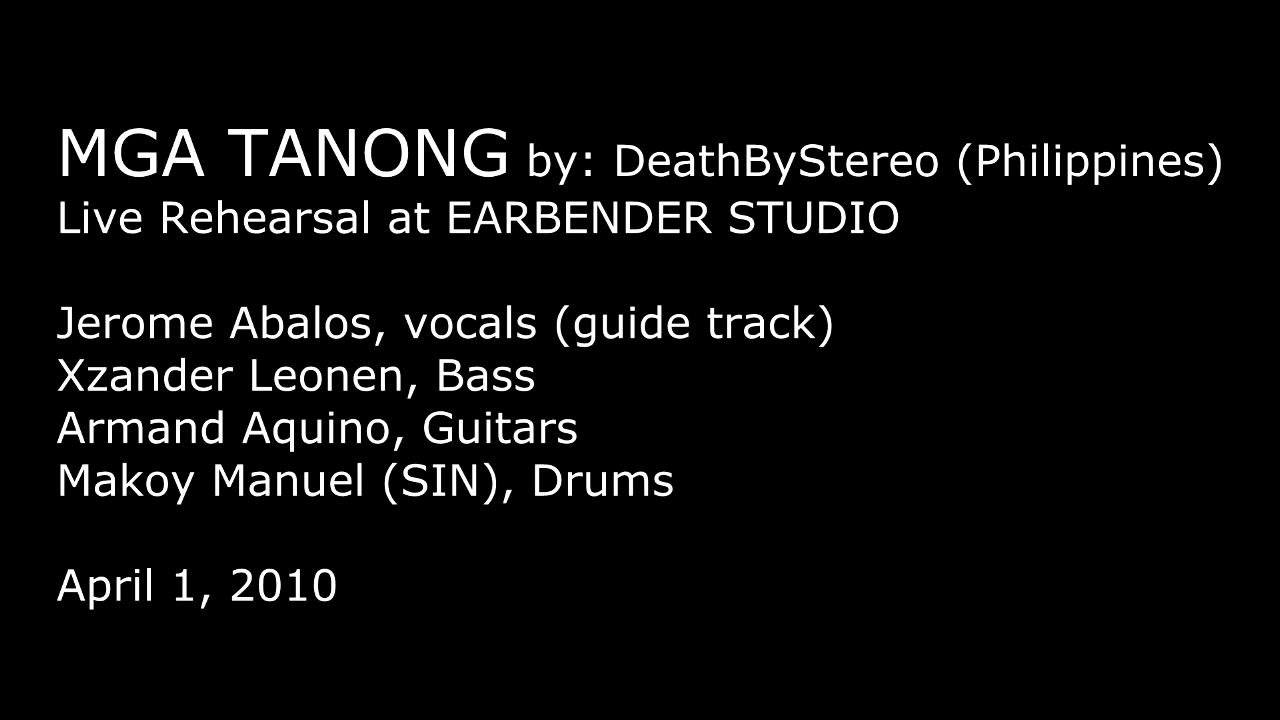 MGA TANONG by: DeathByStereo (Philippines)
Live Rehearsal at EARBENDER STUDIO
Jerome Abalos, vocals (guide track)
Xzander Leonen, Bass
Armand Aquino, Guitars
Makoy Manuel (SIN), Drums
April 1, 2010